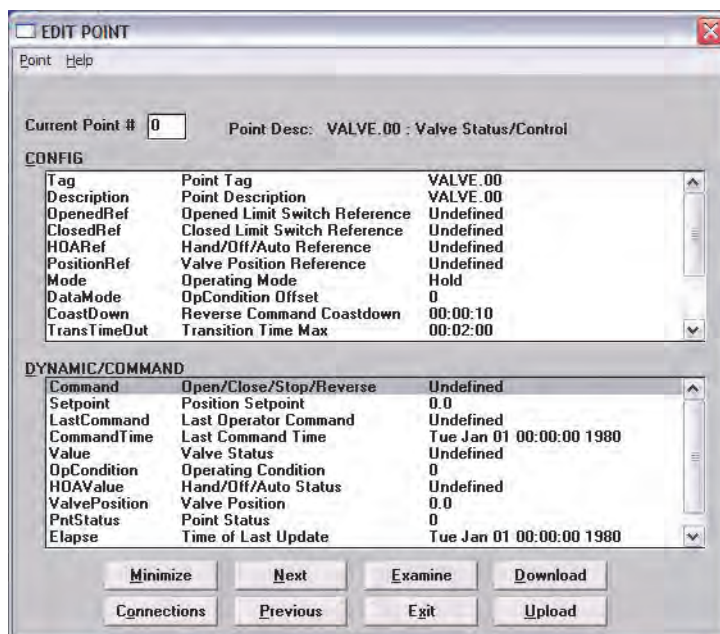 EDIT POINT
Point Help
Current Point # 0 Point Desc: VALVE.00 : Valve Status/Control
CONFIG
Tag Point Tag VALVE.00
Description Point Description VALVE.00
OpenedRef Opened Limit Switch Reference Undefined
ClosedRef Closed Limit Switch Reference Undefined
HOARef Hand/Off/Auto Reference Undefined
PositionRef Valve Position Reference Undefined
Mode Operating Mode Hold
DataMode OpCondition Offset 0
CoastDown Reverse Command Coastdown 00:00:10
TransTimeOut Transition Time Max 00:02:00
DYNAMIC/COMMAND
Command Open/Close/Stop/Reverse Undefined
Setpoint Position Setpoint 0.0
LastCommand Last Operator Command Undefined
CommandTime Last Command Time Tue Jan 01 00:00:00 1980
Value Valve Status Undefined
OpCondition Operating Condition 0
HOAValue Hand/Off/Auto Status Undefined
ValvePosition Valve Position 0.0
PntStatus Point Status 0
Elapse Time of Last Update Tue Jan 01 00:00:00 1980
Minimize Next Examine Download
Connections Previous Exit Upload